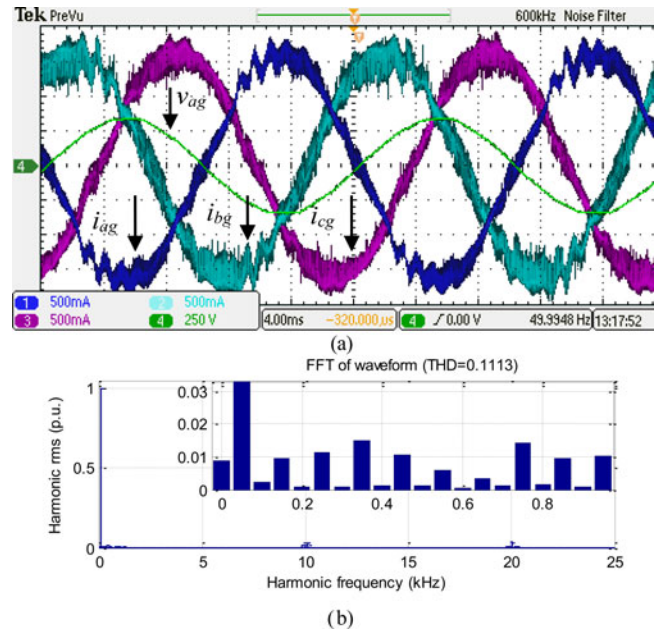 (a)
Tek PreVu 600kHz Noise Filter
4
v_ag
i_ag i_bg i_cg
1 500mA 2 500mA
3 500mA 4 250 V 4.00ms -320.000us 4 0.00 V 49.9948 Hz 13:17:52
(a)
FFT of waveform (THD=0.1113)
Harmonic rms (p.u.)
1
0.5
0
0.03
0.02
0.01
0
0 0.2 0.4 0.6 0.8
0 5 10 15 20 25
Harmonic frequency (kHz)
(b)